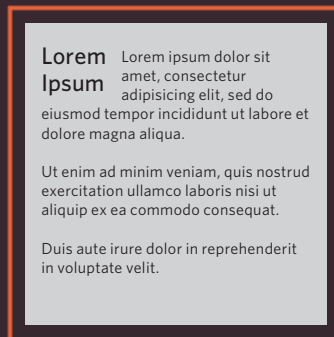 Lorem
Ipsum
Lorem ipsum dolor sit
amet, consectetur
adipisicing elit, sed do
eiusmod tempor incididunt ut labore et
dolore magna aliqua.
Ut enim ad minim veniam, quis nostrud
exercitation ullamco laboris nisi ut
aliquip ex ea commodo consequat.
Duis aute irure dolor in reprehenderit
in voluptate velit.